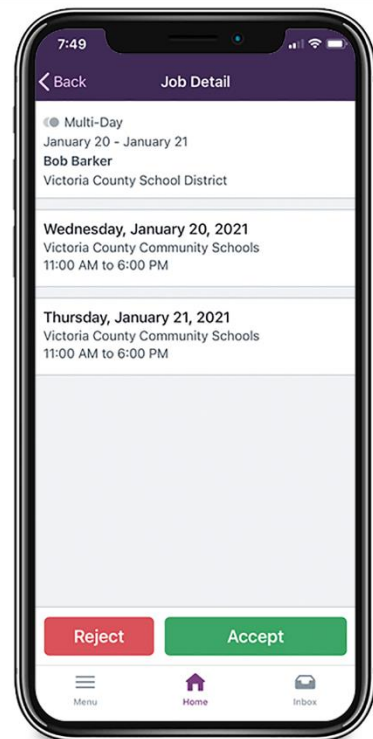 7:49
Back
Job Detail
Multi-Day
January 20 - January 21
Bob Barker
Victoria County School District
Wednesday, January 20, 2021
Victoria County Community Schools
11:00 AM to 6:00 PM
Thursday, January 21, 2021
Victoria County Community Schools
11:00 AM to 6:00 PM
Reject
Accept
Menu
Home
Inbox